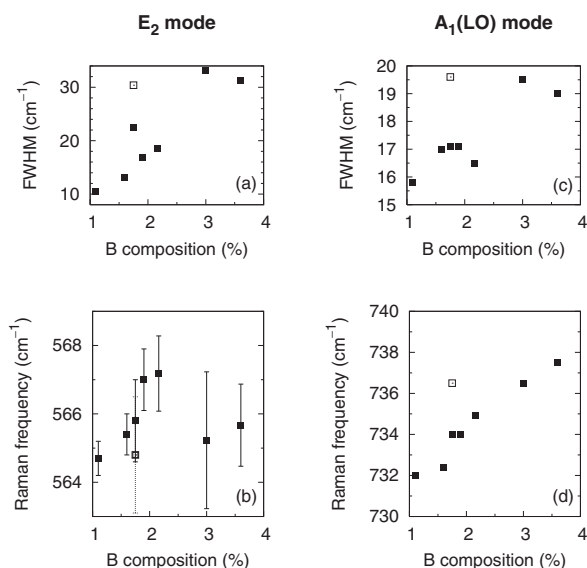 E₂ mode
A₁(LO) mode
FWHM (cm⁻¹)
30
20
10
(a)
1 2 3 4
B composition (%)
FWHM (cm⁻¹)
20
19
18
17
16
15
(c)
1 2 3 4
B composition (%)
Raman frequency (cm⁻¹)
568
566
564
(b)
1 2 3 4
B composition (%)
Raman frequency (cm⁻¹)
740
738
736
734
732
730
(d)
1 2 3 4
B composition (%)